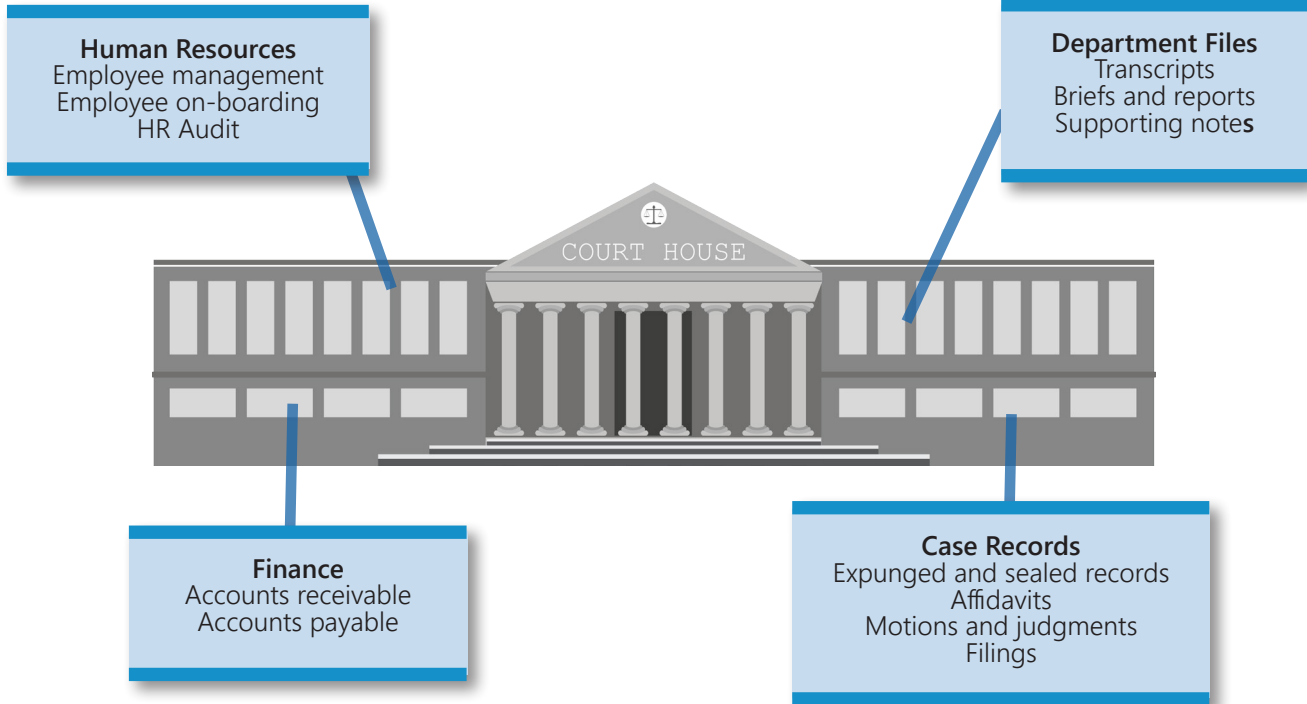 Human Resources
Employee management
Employee on-boarding
HR Audit
Department Files
Transcripts
Briefs and reports
Supporting notes
COURT HOUSE
Finance
Accounts receivable
Accounts payable
Case Records
Expunged and sealed records
Affidavits
Motions and judgments
Filings